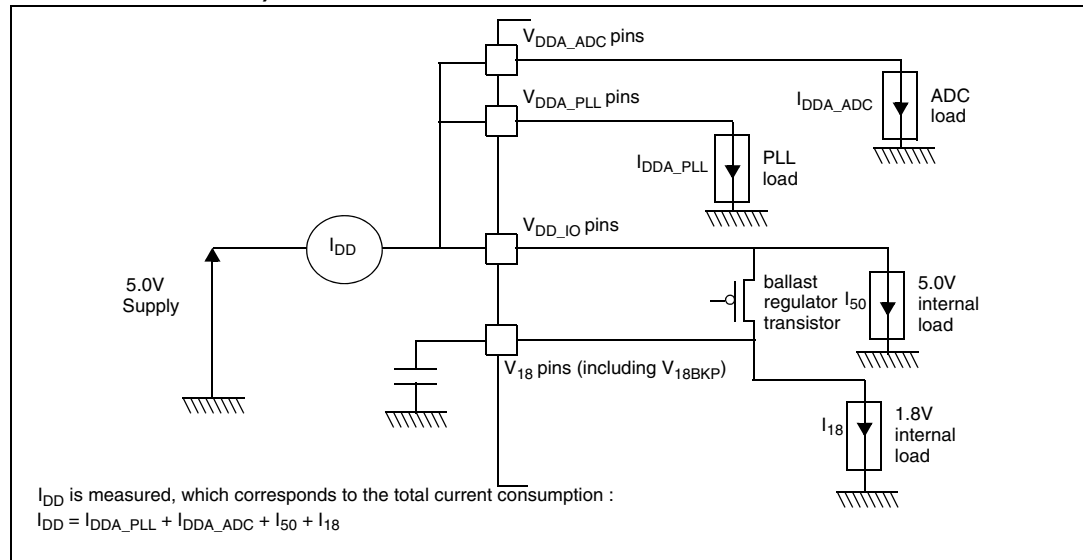 V_DDA_ADC pins
V_DDA_PLL pins
I_DDA_ADC
ADC
load
I_DDA_PLL
PLL
load
V_DD_IO pins
I_DD
5.0V
Supply
ballast
regulator
transistor
I_50
5.0V
internal
load
V_18 pins (including V_18BKP)
I_18
1.8V
internal
load
I_DD is measured, which corresponds to the total current consumption :
I_DD = I_DDA_PLL + I_DDA_ADC + I_50 + I_18